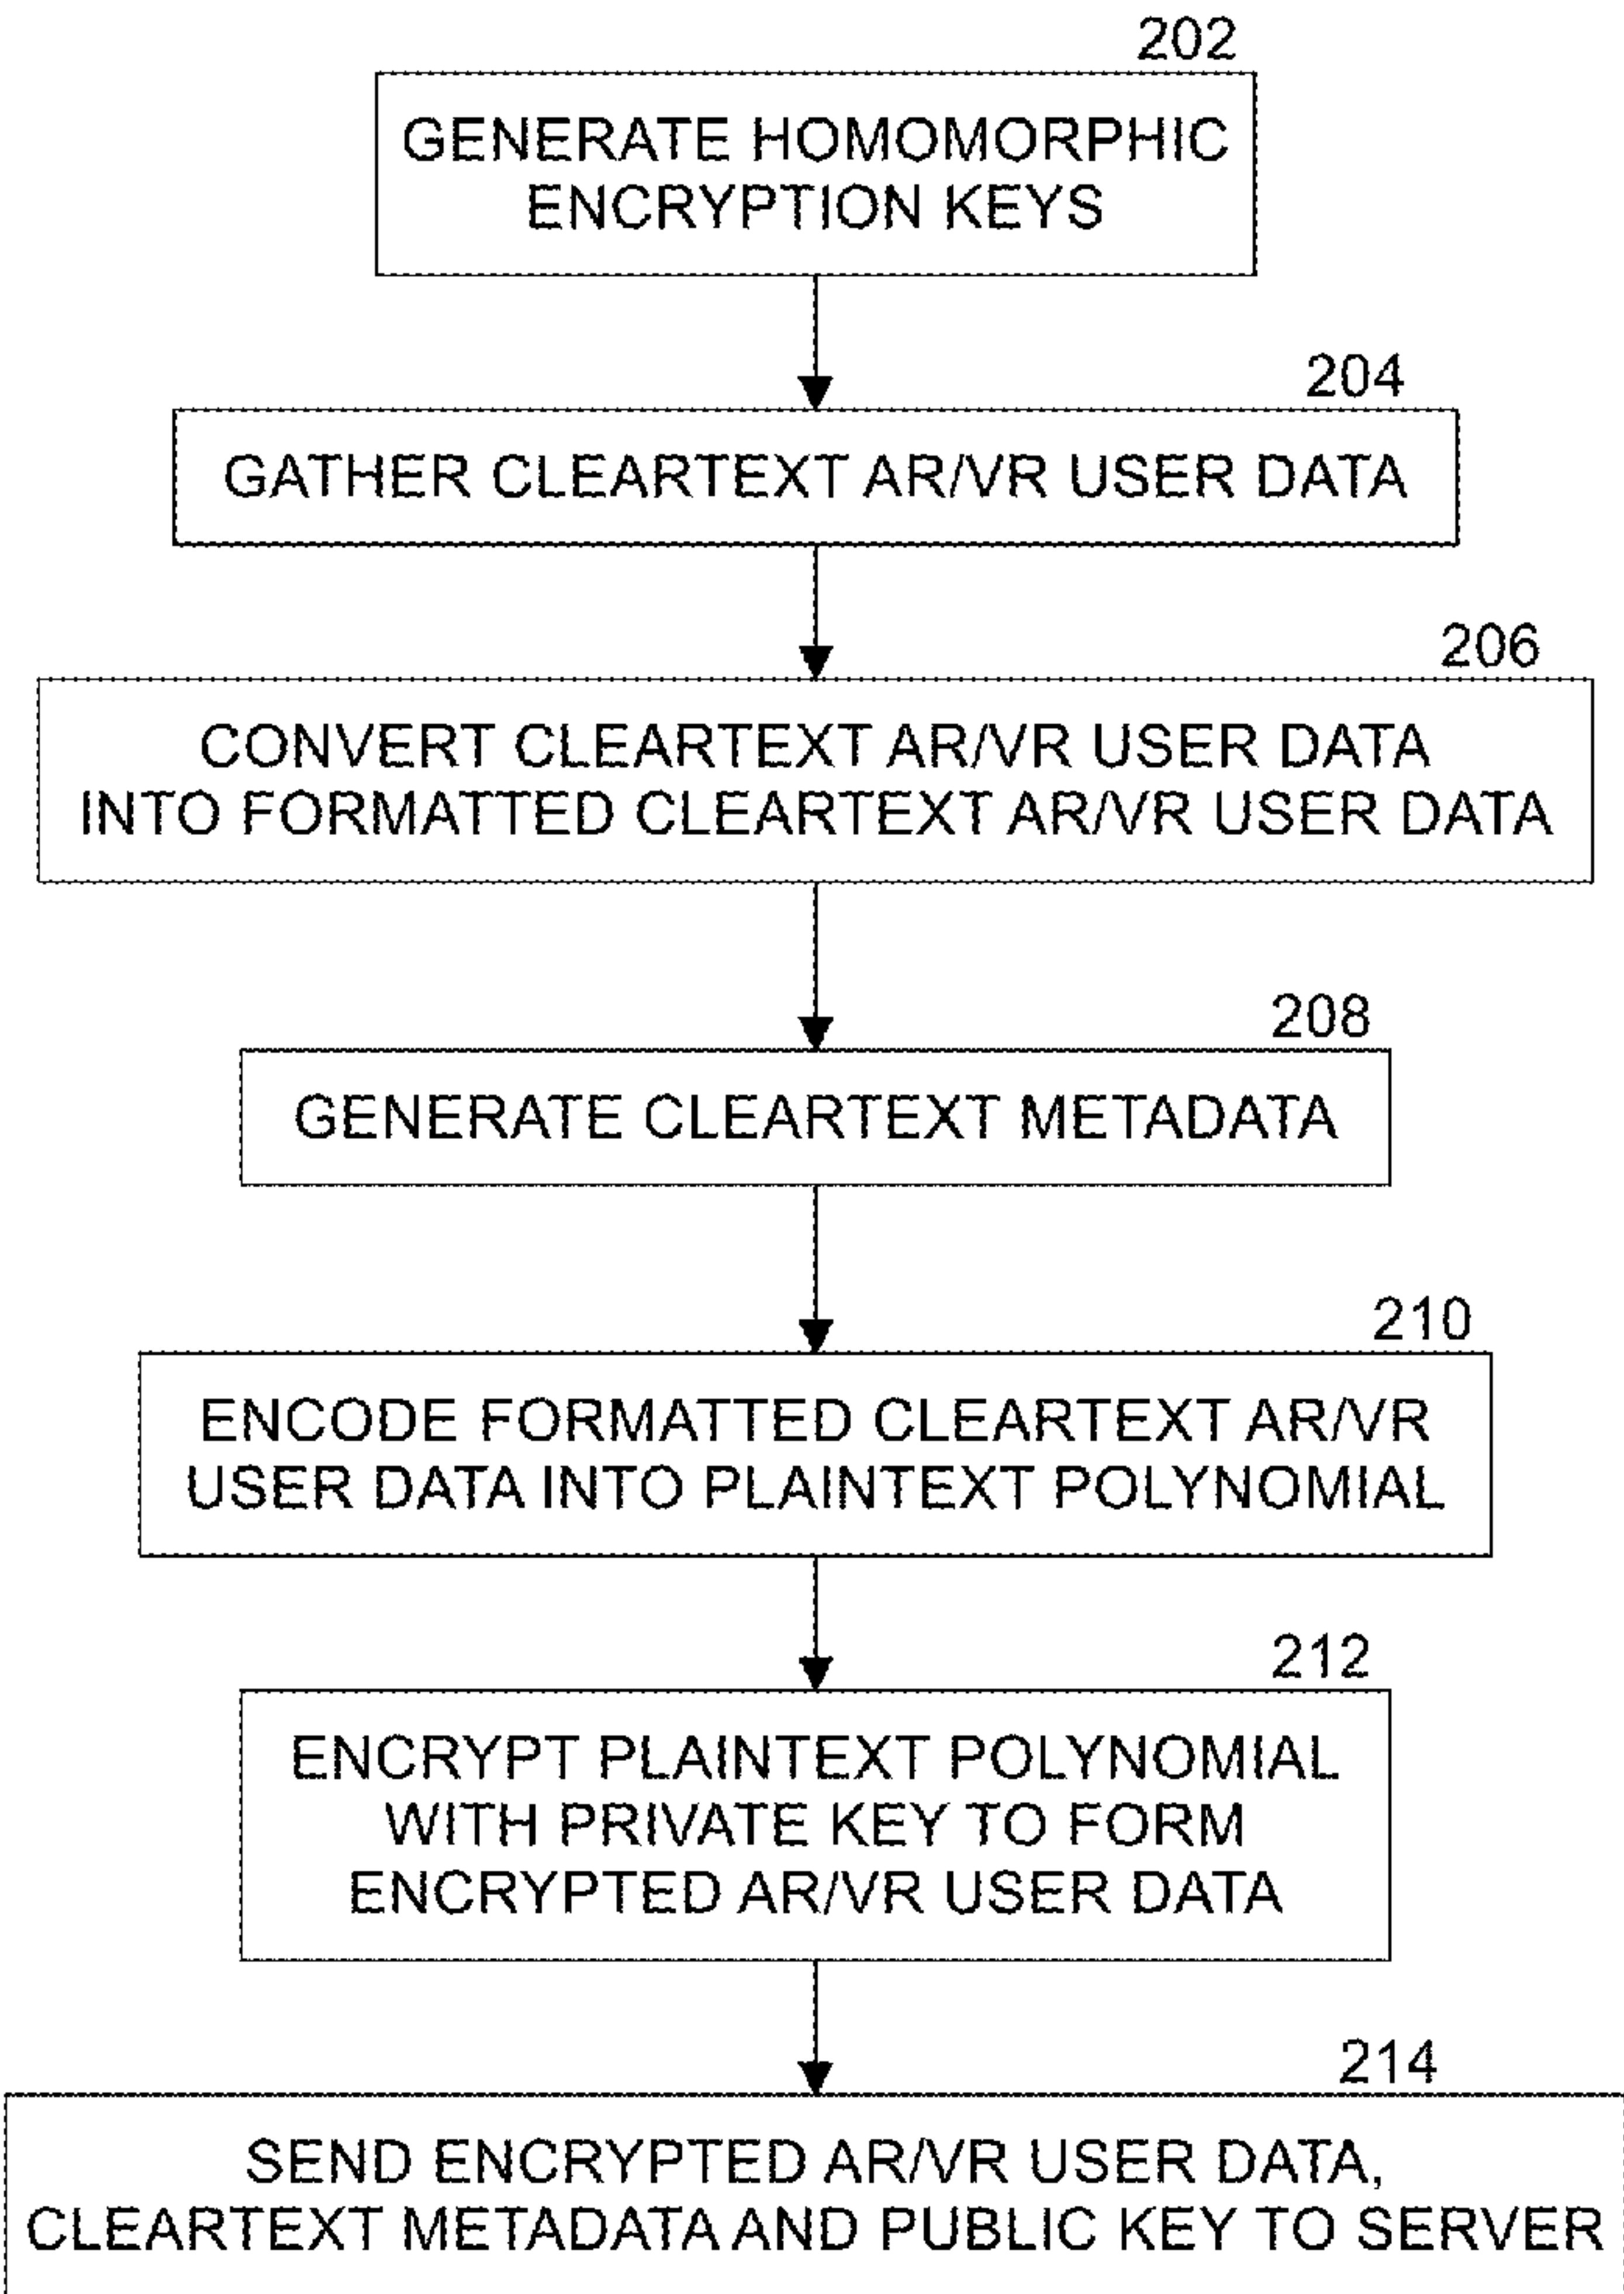 202
GENERATE HOMOMORPHIC
ENCRYPTION KEYS
204
GATHER CLEARTEXT AR/VR USER DATA
206
CONVERT CLEARTEXT AR/VR USER DATA
INTO FORMATTED CLEARTEXT AR/VR USER DATA
208
GENERATE CLEARTEXT METADATA
210
ENCODE FORMATTED CLEARTEXT AR/VR
USER DATA INTO PLAINTEXT POLYNOMIAL
212
ENCRYPT PLAINTEXT POLYNOMIAL
WITH PRIVATE KEY TO FORM
ENCRYPTED AR/VR USER DATA
214
SEND ENCRYPTED AR/VR USER DATA,
CLEARTEXT METADATA AND PUBLIC KEY TO SERVER